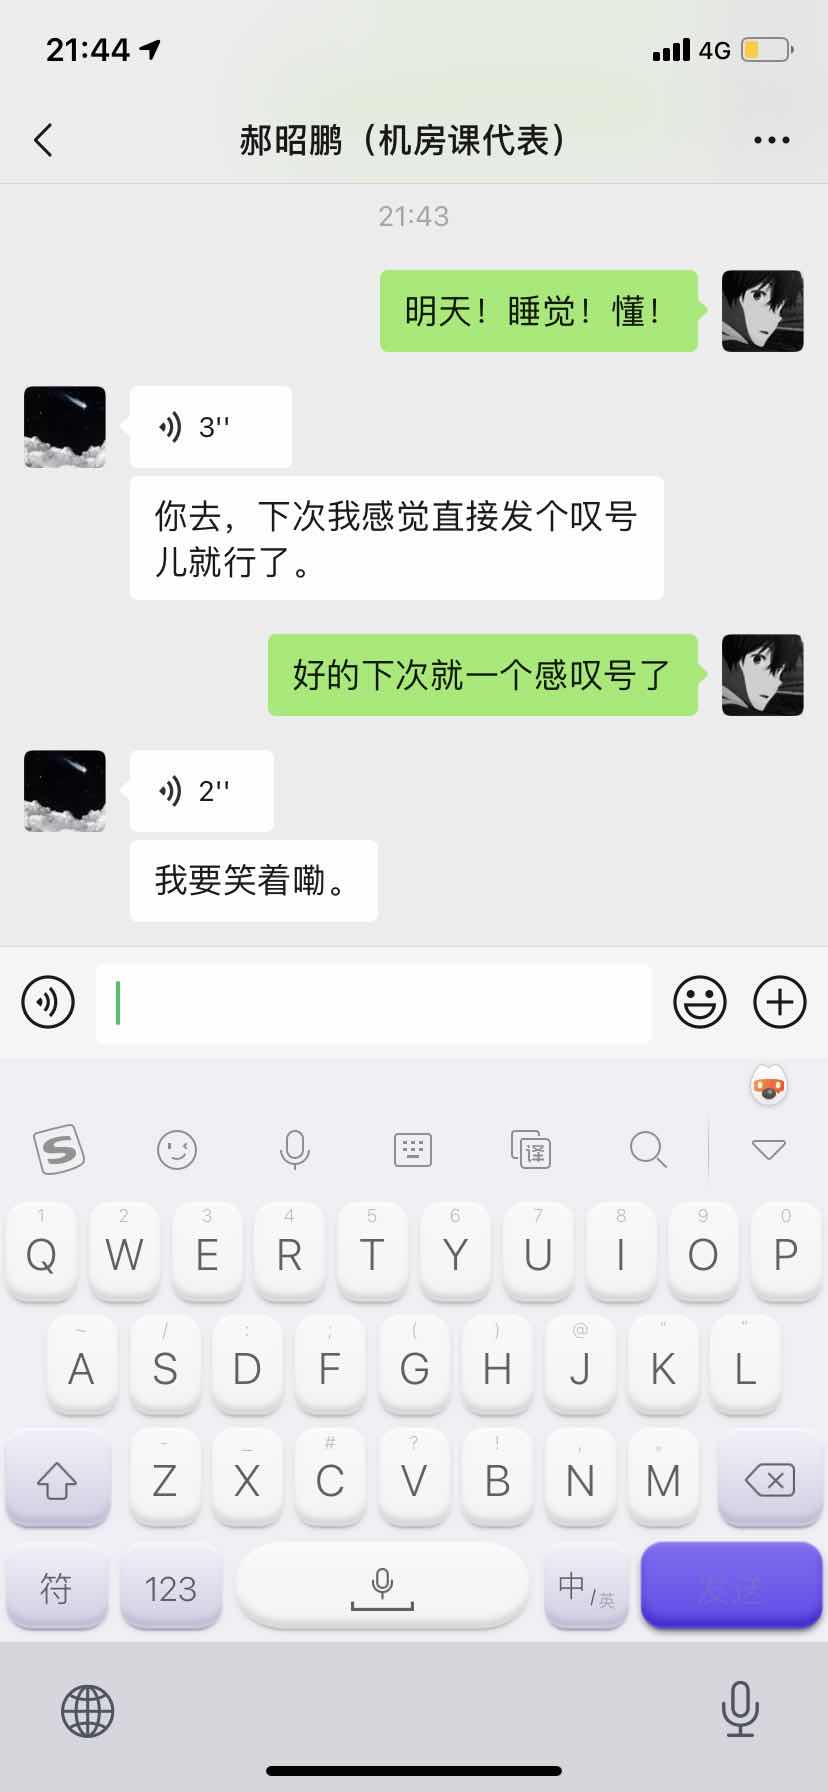 21:44
4G
郝昭鹏（机房课代表）
21:43
明天！睡觉！懂！
3''
你去，下次我感觉直接发个叹号
儿就行了。
好的下次就一个感叹号了
2''
我要笑着嘞。
译
1 2 3 4 5 6 7 8 9 0
Q W E R T Y U I O P
~ / : ; ( ) @ “ ”
A S D F G H J K L
- _ # ? ! , 。
Z X C V B N M
符 123 中/英 发送